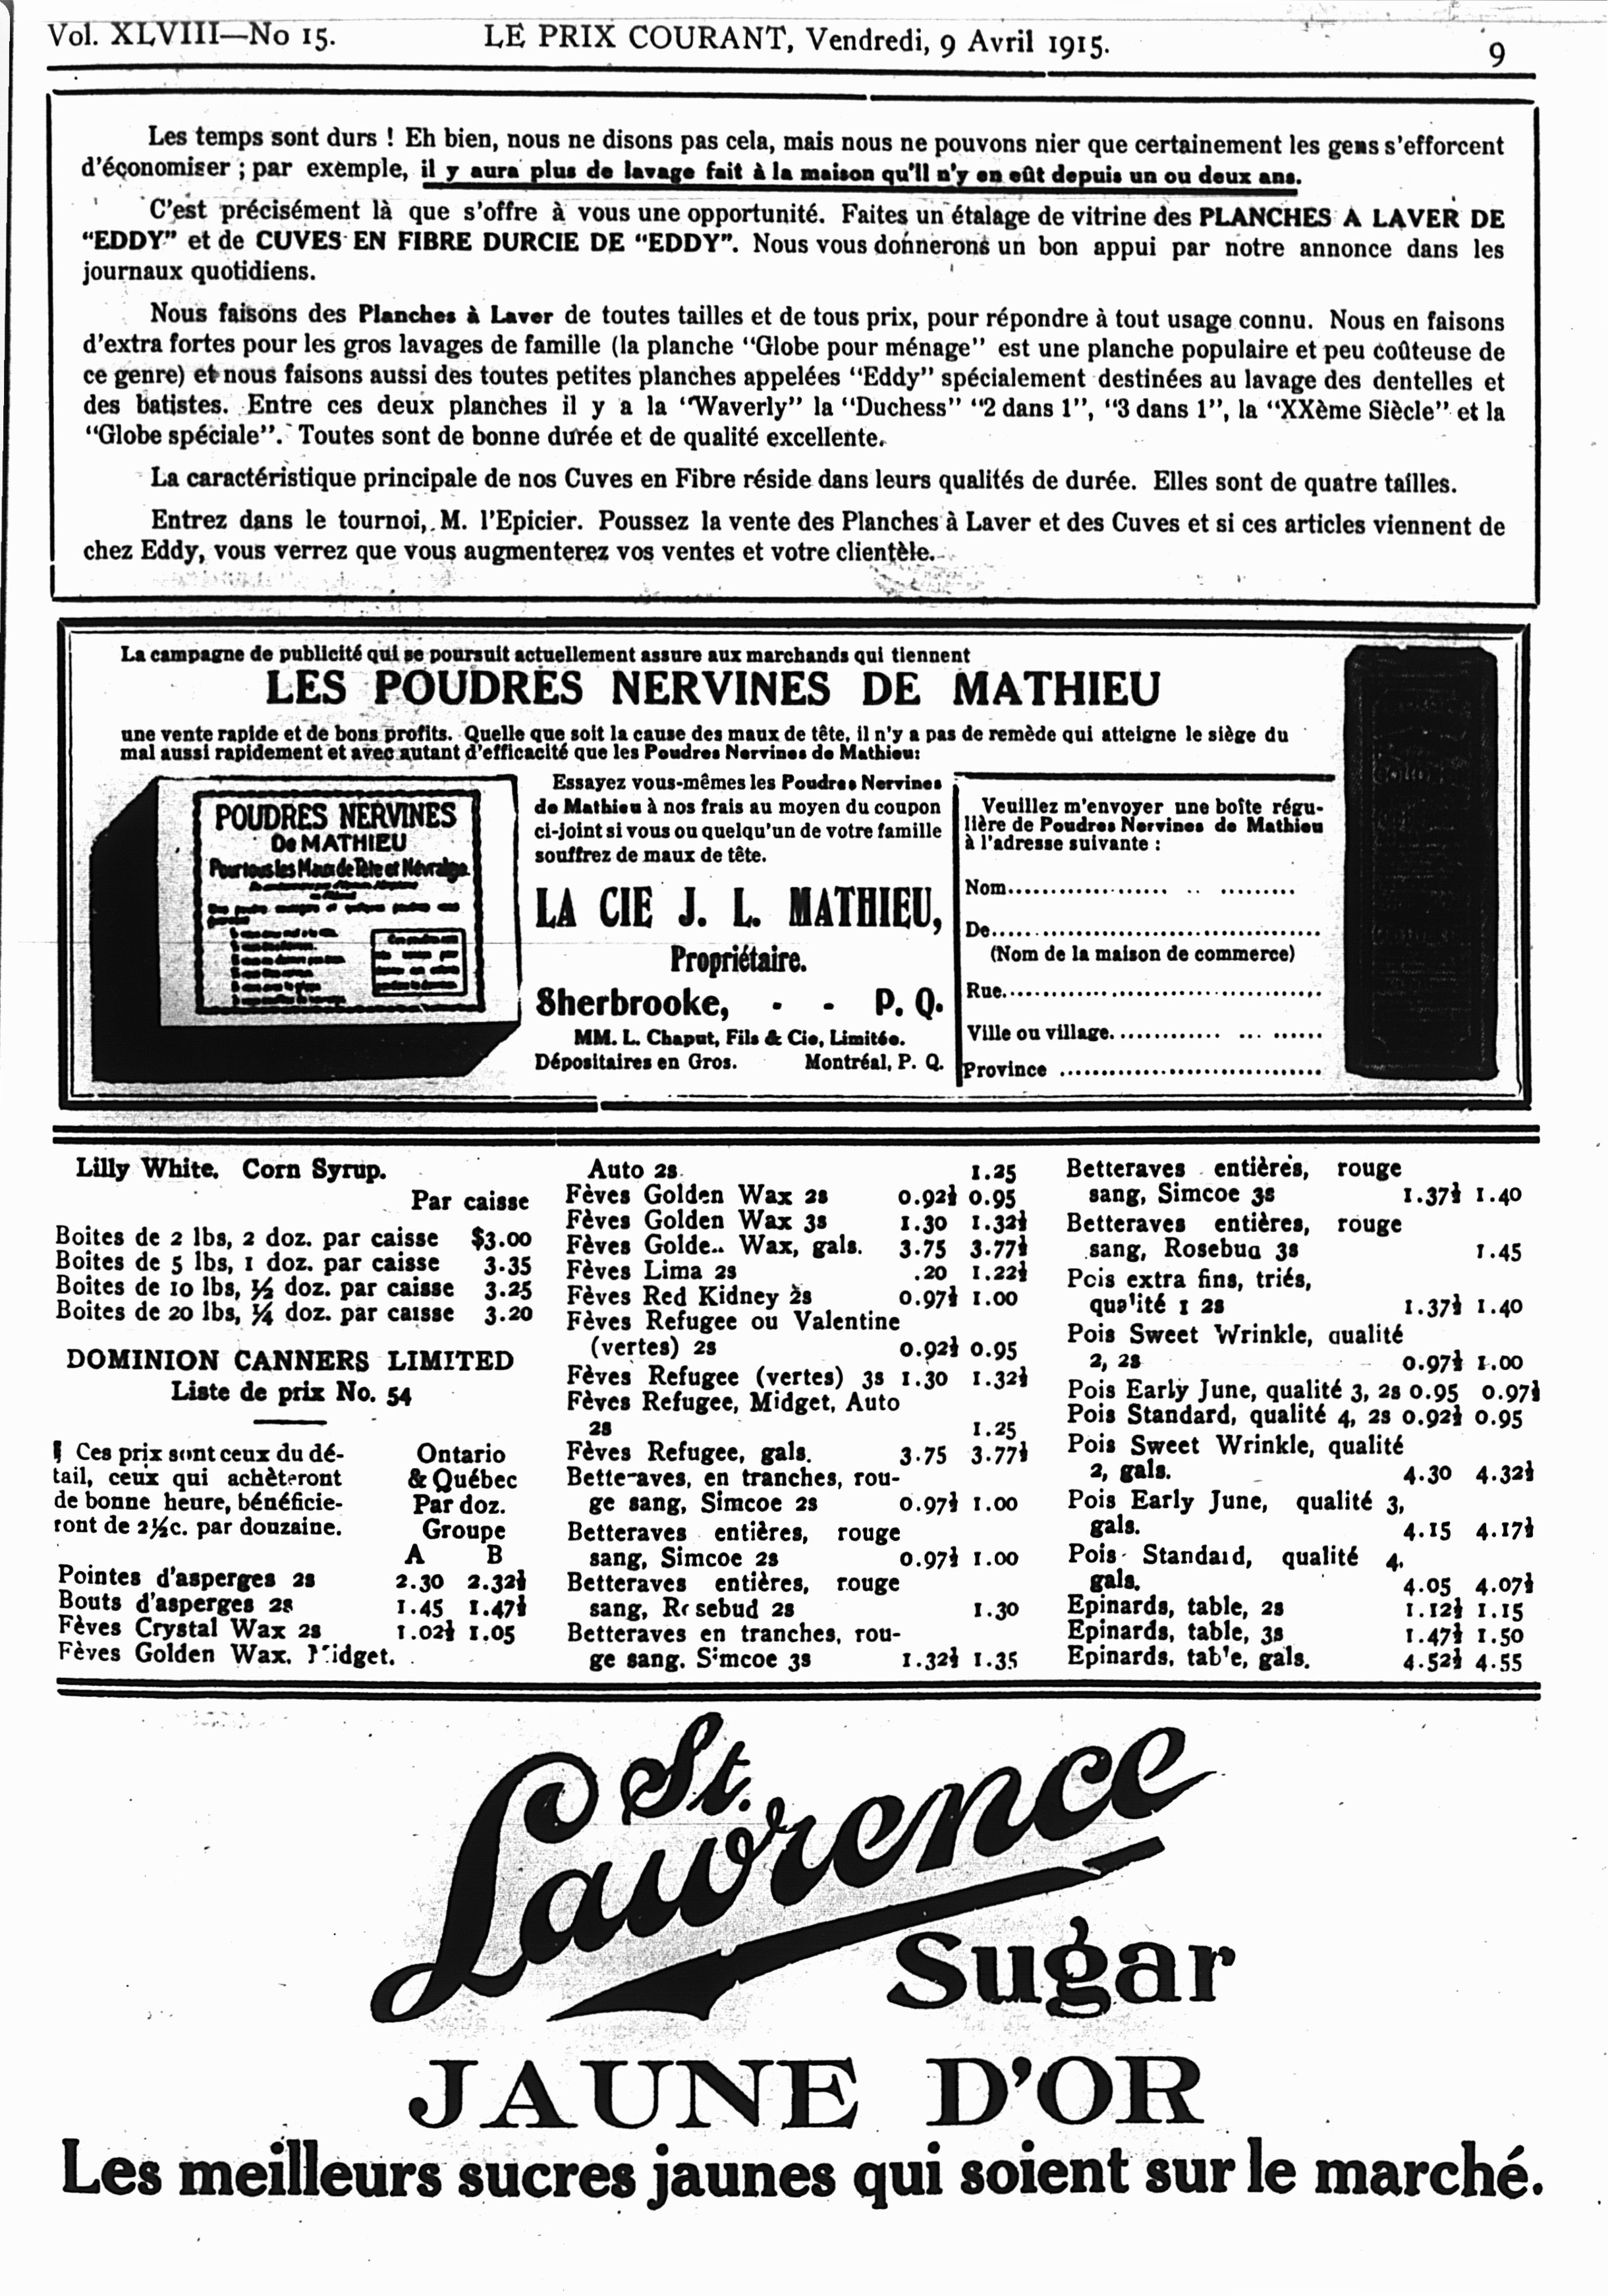 Vol. XLVIII—No 15.
LE PRIX COURANT, Vendredi, 9 Avril 1915.
9
Les temps sont durs ! Eh bien, nous ne disons pas cela, mais nous ne pouvons nier que certainement les gens s'efforcent
d'économiser ; par exemple, il y aura plus de lavage fait à la maison qu'il n'y en eût depuis un ou deux ans.
C'est précisément là que s'offre à vous une opportunité. Faites un étalage de vitrine des PLANCHES A LAVER DE
"EDDY" et de CUVES EN FIBRE DURCIE DE "EDDY". Nous vous donnerons un bon appui par notre annonce dans les
journaux quotidiens.
Nous faisons des Planches à Laver de toutes tailles et de tous prix, pour répondre à tout usage connu. Nous en faisons
d'extra fortes pour les gros lavages de famille (la planche "Globe pour ménage" est une planche populaire et peu coûteuse de
ce genre) et nous faisons aussi des toutes petites planches appelées "Eddy" spécialement destinées au lavage des dentelles et
des batistes. Entre ces deux planches il y a la "Waverly" la "Duchess" "2 dans 1", "3 dans 1", la "XXème Siècle" et la
"Globe spéciale". Toutes sont de bonne durée et de qualité excellente.
La caractéristique principale de nos Cuves en Fibre réside dans leurs qualités de durée. Elles sont de quatre tailles.
Entrez dans le tournoi, M. l'Epicier. Poussez la vente des Planches à Laver et des Cuves et si ces articles viennent de
chez Eddy, vous verrez que vous augmenterez vos ventes et votre clientèle.
La campagne de publicité qui se poursuit actuellement assure aux marchands qui tiennent
LES POUDRES NERVINES DE MATHIEU
une vente rapide et de bons profits. Quelle que soit la cause des maux de tête, il n'y a pas de remède qui atteigne le siège du
mal aussi rapidement et avec autant d'efficacité que les Poudres Nervines de Mathieu:
POUDRES NERVINES
De MATHIEU
Pour tous les Maux de Tête et Névralgie.
Essayez vous-mêmes les Poudres Nervines
de Mathieu à nos frais au moyen du coupon
ci-joint si vous ou quelqu'un de votre famille
souffrez de maux de tête.
LA CIE J. L. MATHIEU,
Propriétaire.
Sherbrooke, - - P. Q.
MM. L. Chaput, Fils & Cie, Limitée.
Dépositaires en Gros. Montréal, P. Q.
Veuillez m'envoyer une boîte régu-
lière de Poudres Nervines de Mathieu
à l'adresse suivante :
Nom..............................
De..............................
(Nom de la maison de commerce)
Rue..............................
Ville ou village..............................
Province ..............................
Lilly White. Corn Syrup.
Par caisse
Boites de 2 lbs, 2 doz. par caisse $3.00
Boites de 5 lbs, 1 doz. par caisse 3.35
Boites de 10 lbs, ½ doz. par caisse 3.25
Boites de 20 lbs, ¼ doz. par caisse 3.20
DOMINION CANNERS LIMITED
Liste de prix No. 54
Ces prix sont ceux du dé- Ontario
tail, ceux qui achèteront & Québec
de bonne heure, bénéficie- Par doz.
ront de 2½c. par douzaine. Groupe
A B
Pointes d'asperges 2s 2.30 2.32½
Bouts d'asperges 2s 1.45 1.47½
Fèves Crystal Wax 2s 1.02½ 1.05
Fèves Golden Wax. Midget.
Auto 2s. 1.25
Fèves Golden Wax 2s 0.92½ 0.95
Fèves Golden Wax 3s 1.30 1.32½
Fèves Golde.. Wax, gals. 3.75 3.77½
Fèves Lima 2s .20 1.22½
Fèves Red Kidney 2s 0.97½ 1.00
Fèves Refugee ou Valentine
(vertes) 2s 0.92½ 0.95
Fèves Refugee (vertes) 3s 1.30 1.32½
Fèves Refugee, Midget, Auto
2s 1.25
Fèves Refugee, gals. 3.75 3.77½
Betteraves, en tranches, rou-
ge sang, Simcoe 2s 0.97½ 1.00
Betteraves entières, rouge
sang, Simcoe 2s 0.97½ 1.00
Betteraves entières, rouge
sang, Rosebud 2s 1.30
Betteraves en tranches, rou-
ge sang. Simcoe 3s 1.32½ 1.35
Betteraves entières, rouge
sang, Simcoe 3s 1.37½ 1.40
Betteraves entières, rouge
sang, Rosebud 3s 1.45
Pois extra fins, triés,
qualité 1 2s 1.37½ 1.40
Pois Sweet Wrinkle, qualité
2, 2s 0.97½ 1.00
Pois Early June, qualité 3, 2s 0.95 0.97½
Pois Standard, qualité 4, 2s 0.92½ 0.95
Pois Sweet Wrinkle, qualité
2, gals. 4.30 4.32½
Pois Early June, qualité 3,
gals. 4.15 4.17½
Pois Standard, qualité 4,
gals. 4.05 4.07½
Epinards, table, 2s 1.12½ 1.15
Epinards, table, 3s 1.47½ 1.50
Epinards, table, gals. 4.52½ 4.55
St.
Lawrence
Sugar
JAUNE D'OR
Les meilleurs sucres jaunes qui soient sur le marché.